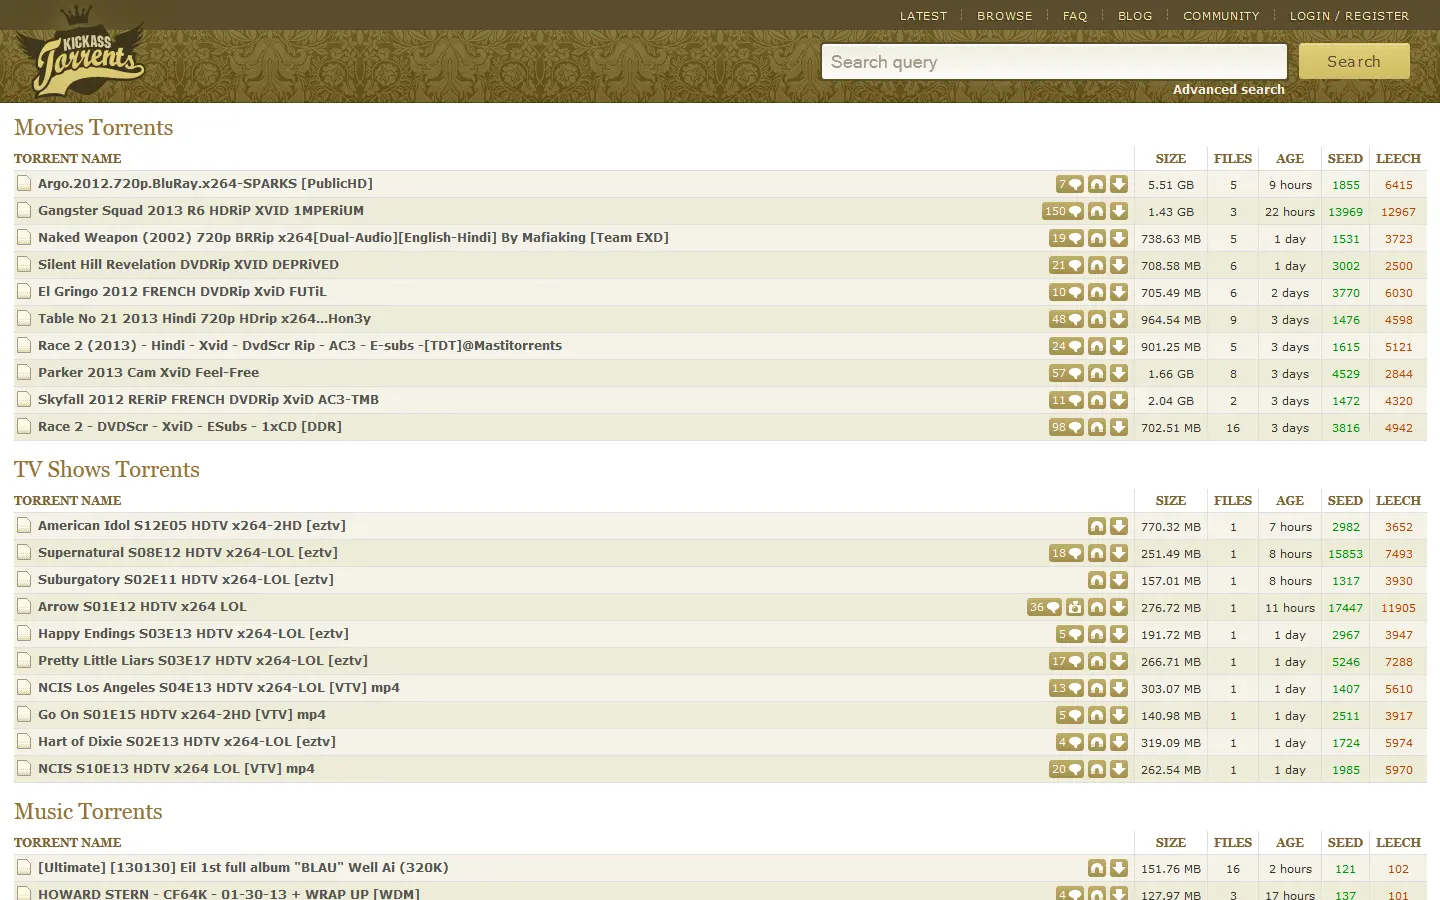 LATEST BROWSE FAQ BLOG COMMUNITY LOGIN / REGISTER
KICKASS
Torrents
Search query Search
Advanced search
Movies Torrents
TORRENT NAME SIZE FILES AGE SEED LEECH
Argo.2012.720p.BluRay.x264-SPARKS [PublicHD] 7 5.51 GB 5 9 hours 1855 6415
Gangster Squad 2013 R6 HDRiP XVID 1MPERiUM 150 1.43 GB 3 22 hours 13969 12967
Naked Weapon (2002) 720p BRRip x264[Dual-Audio][English-Hindi] By Mafiaking [Team EXD] 19 738.63 MB 5 1 day 1531 3723
Silent Hill Revelation DVDRip XVID DEPRiVED 21 708.58 MB 6 1 day 3002 2500
El Gringo 2012 FRENCH DVDRip XviD FUTiL 10 705.49 MB 6 2 days 3770 6030
Table No 21 2013 Hindi 720p HDrip x264...Hon3y 48 964.54 MB 9 3 days 1476 4598
Race 2 (2013) - Hindi - Xvid - DvdScr Rip - AC3 - E-subs -[TDT]@Mastitorrents 24 901.25 MB 5 3 days 1615 5121
Parker 2013 Cam XviD Feel-Free 57 1.66 GB 8 3 days 4529 2844
Skyfall 2012 RERiP FRENCH DVDRip XviD AC3-TMB 11 2.04 GB 2 3 days 1472 4320
Race 2 - DVDScr - XviD - ESubs - 1xCD [DDR] 98 702.51 MB 16 3 days 3816 4942
TV Shows Torrents
TORRENT NAME SIZE FILES AGE SEED LEECH
American Idol S12E05 HDTV x264-2HD [eztv] 770.32 MB 1 7 hours 2982 3652
Supernatural S08E12 HDTV x264-LOL [eztv] 18 251.49 MB 1 8 hours 15853 7493
Suburgatory S02E11 HDTV x264-LOL [eztv] 157.01 MB 1 8 hours 1317 3930
Arrow S01E12 HDTV x264 LOL 36 276.72 MB 1 11 hours 17447 11905
Happy Endings S03E13 HDTV x264-LOL [eztv] 5 191.72 MB 1 1 day 2967 3947
Pretty Little Liars S03E17 HDTV x264-LOL [eztv] 17 266.71 MB 1 1 day 5246 7288
NCIS Los Angeles S04E13 HDTV x264-LOL [VTV] mp4 13 303.07 MB 1 1 day 1407 5610
Go On S01E15 HDTV x264-2HD [VTV] mp4 5 140.98 MB 1 1 day 2511 3917
Hart of Dixie S02E13 HDTV x264-LOL [eztv] 4 319.09 MB 1 1 day 1724 5974
NCIS S10E13 HDTV x264 LOL [VTV] mp4 20 262.54 MB 1 1 day 1985 5970
Music Torrents
TORRENT NAME SIZE FILES AGE SEED LEECH
[Ultimate] [130130] Eil 1st full album "BLAU" Well Ai (320K) 151.76 MB 16 2 hours 121 102
HOWARD STERN - CF64K - 01-30-13 + WRAP UP [WDM] 4 127.97 MB 3 17 hours 137 101